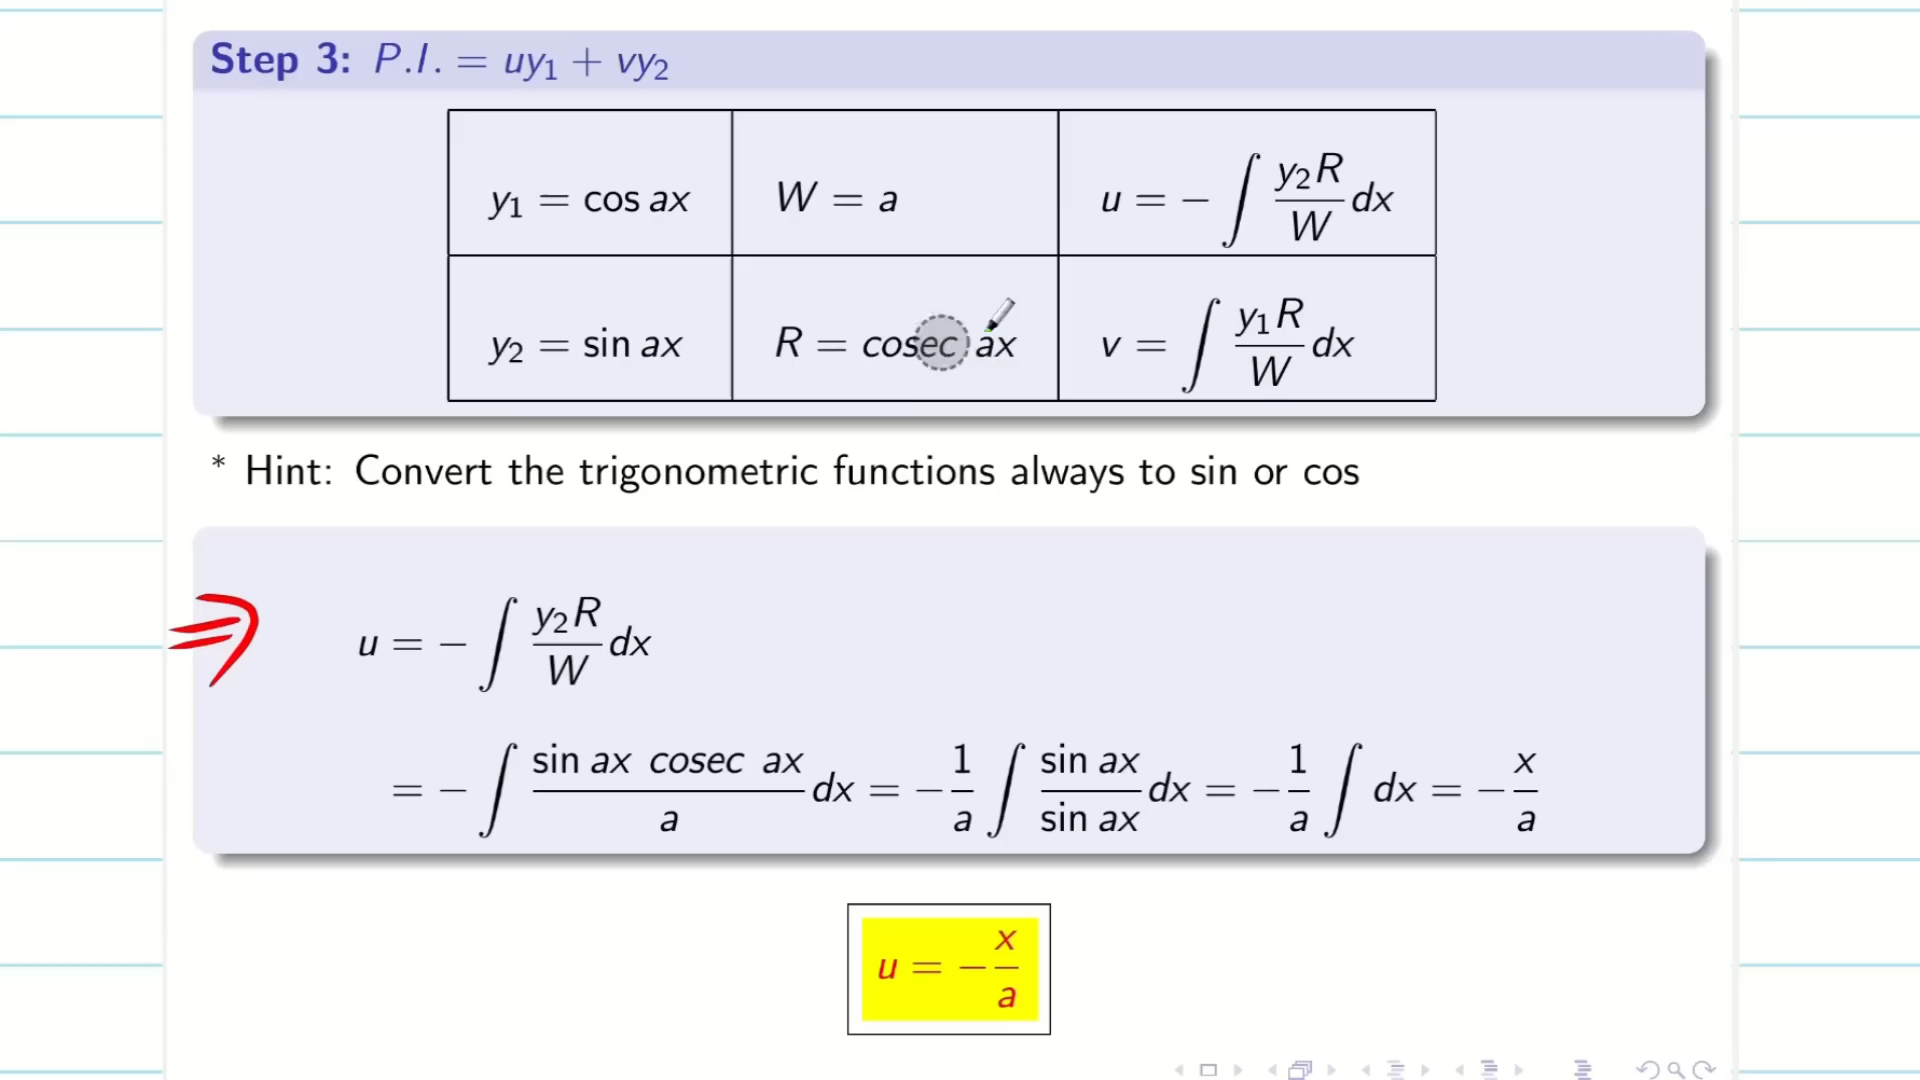 Step 3: P.I. = uy₁ + vy₂
y₁ = cos ax W = a u = − ∫ y₂R/W dx
y₂ = sin ax R = cosec ax v = ∫ y₁R/W dx
* Hint: Convert the trigonometric functions always to sin or cos
u = − ∫ y₂R/W dx
= − ∫ sin ax cosec ax/a dx = − 1/a ∫ sin ax/sin ax dx = − 1/a ∫ dx = − x/a
u = − x/a